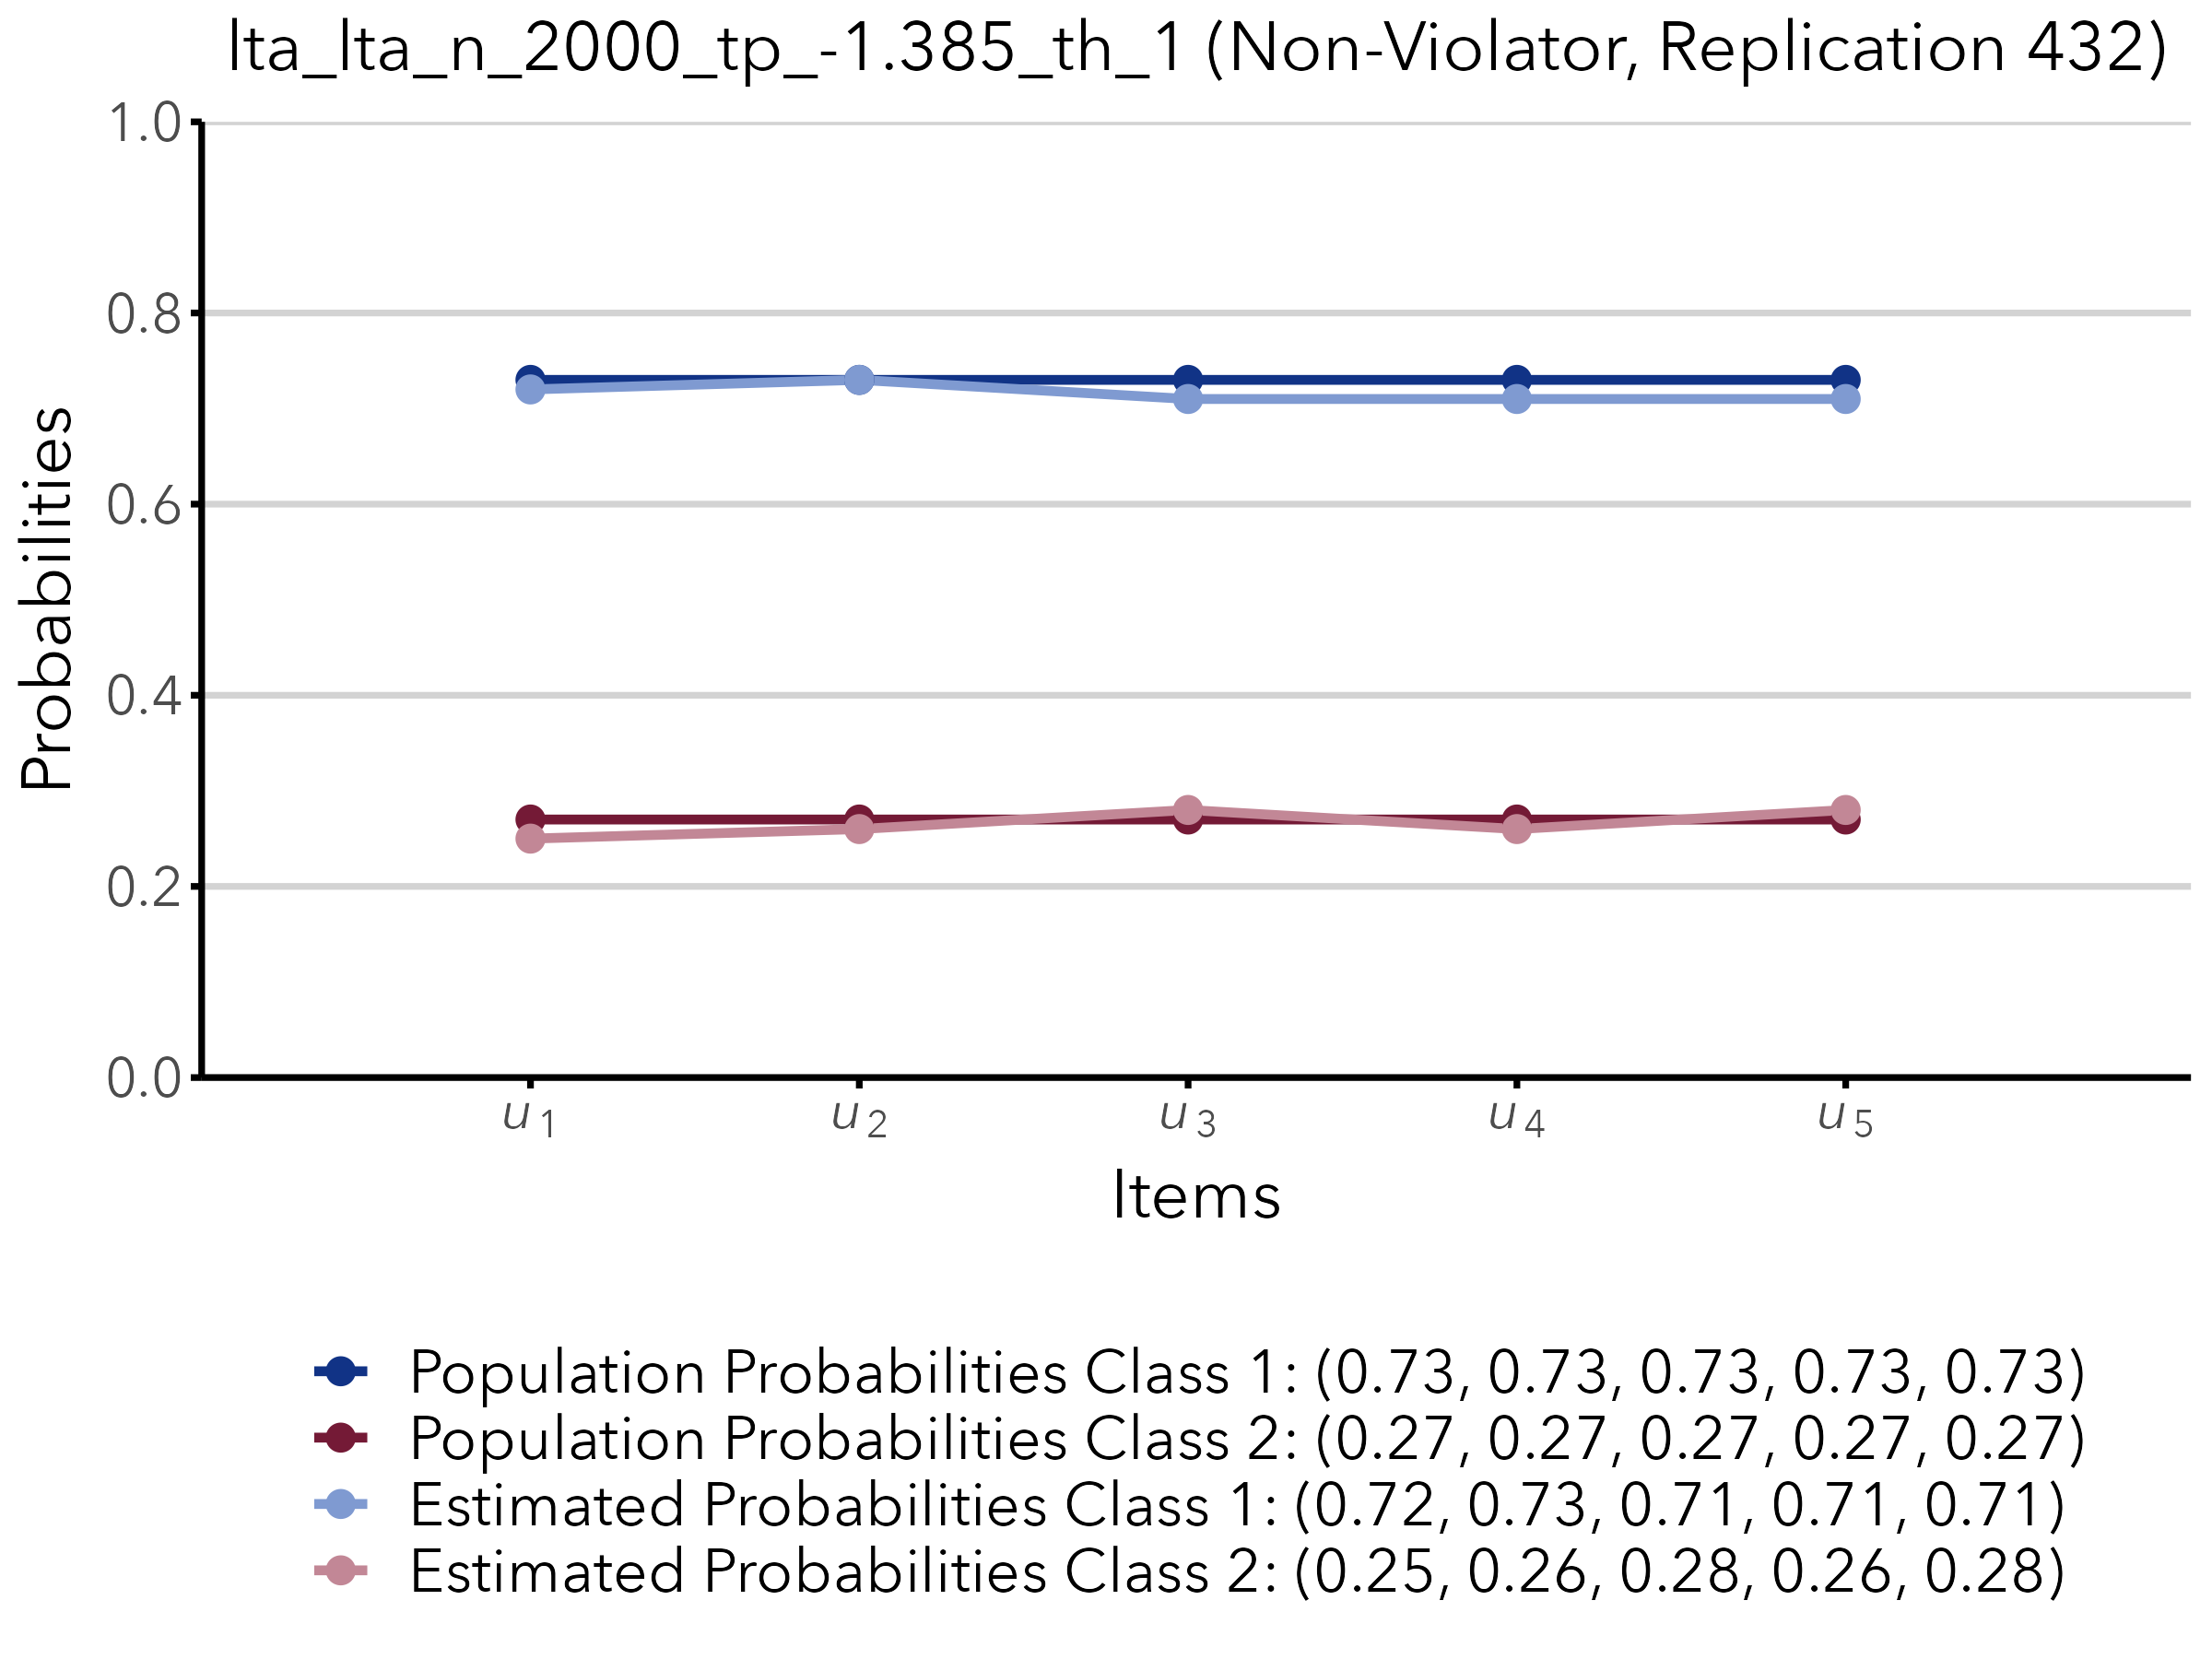 lta_lta_n_2000_tp_-1.385_th_1 (Non-Violator, Replication 432)
1.0
0.8
0.6
0.4
0.2
0.0
Probabilities
u1 u2 u3 u4 u5
Items
Population Probabilities Class 1: (0.73, 0.73, 0.73, 0.73, 0.73)
Population Probabilities Class 2: (0.27, 0.27, 0.27, 0.27, 0.27)
Estimated Probabilities Class 1: (0.72, 0.73, 0.71, 0.71, 0.71)
Estimated Probabilities Class 2: (0.25, 0.26, 0.28, 0.26, 0.28)